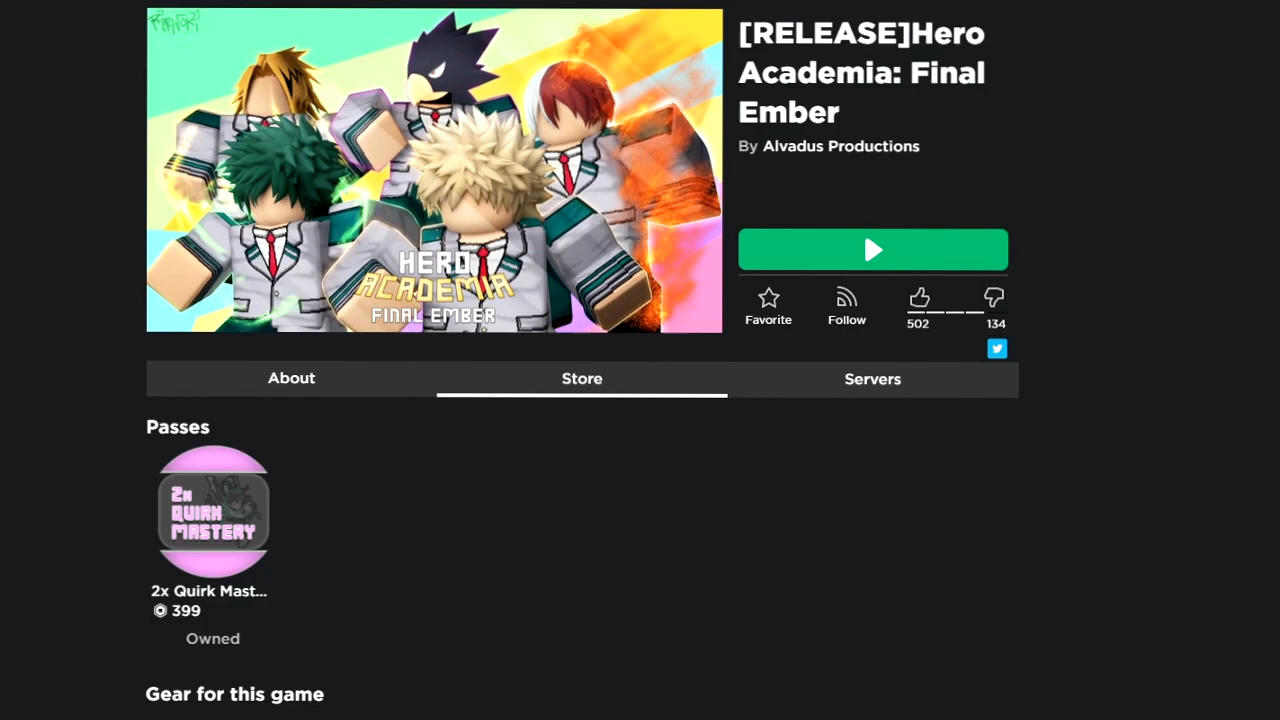 [RELEASE]Hero
Academia: Final
Ember
By Alvadus Productions
HERO
ACADEMIA
FINAL EMBER
Favorite
Follow
502
134
About
Store
Servers
Passes
2x
QUIRK
MASTERY
2x Quirk Mast...
399
Owned
Gear for this game